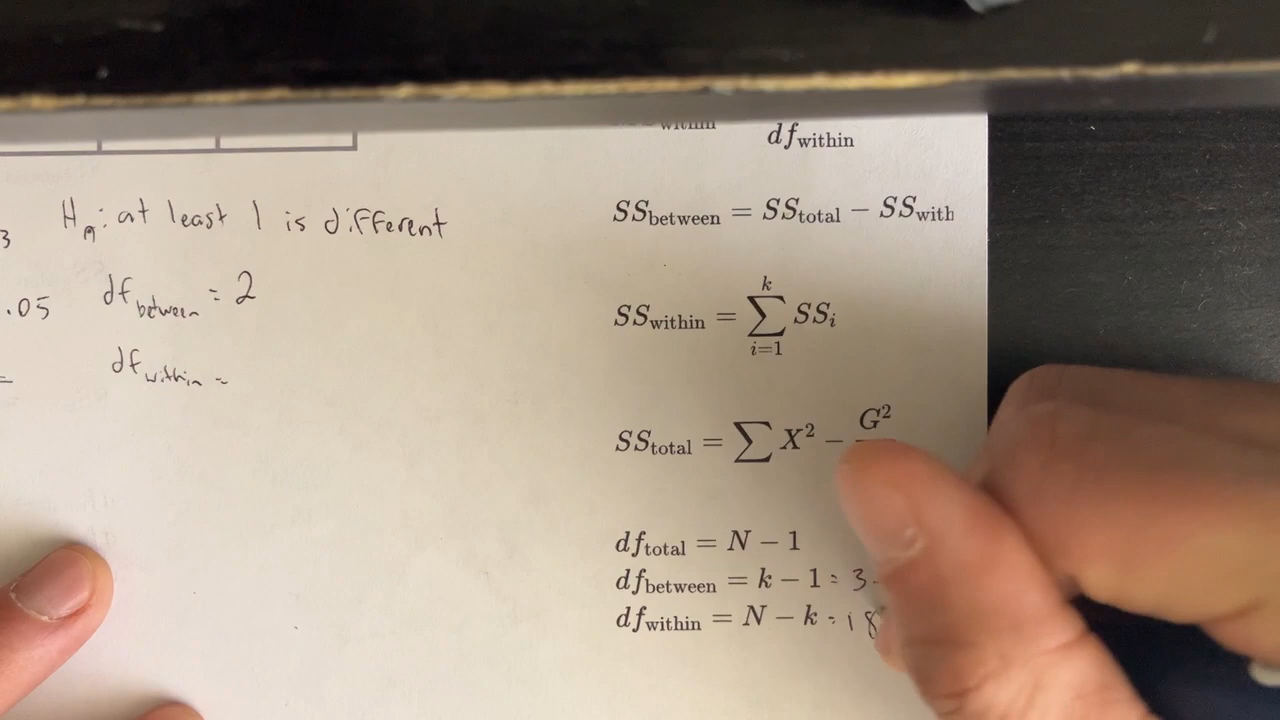 df_within
H_a: at least 1 is different
SS_between = SS_total − SS_with
3
.05
df_between = 2
SS_within = ∑_{i=1}^{k} SS_i
df_within =
SS_total = ∑ X² − G²
df_total = N − 1
df_between = k − 1 = 3-
df_within = N − k = 18